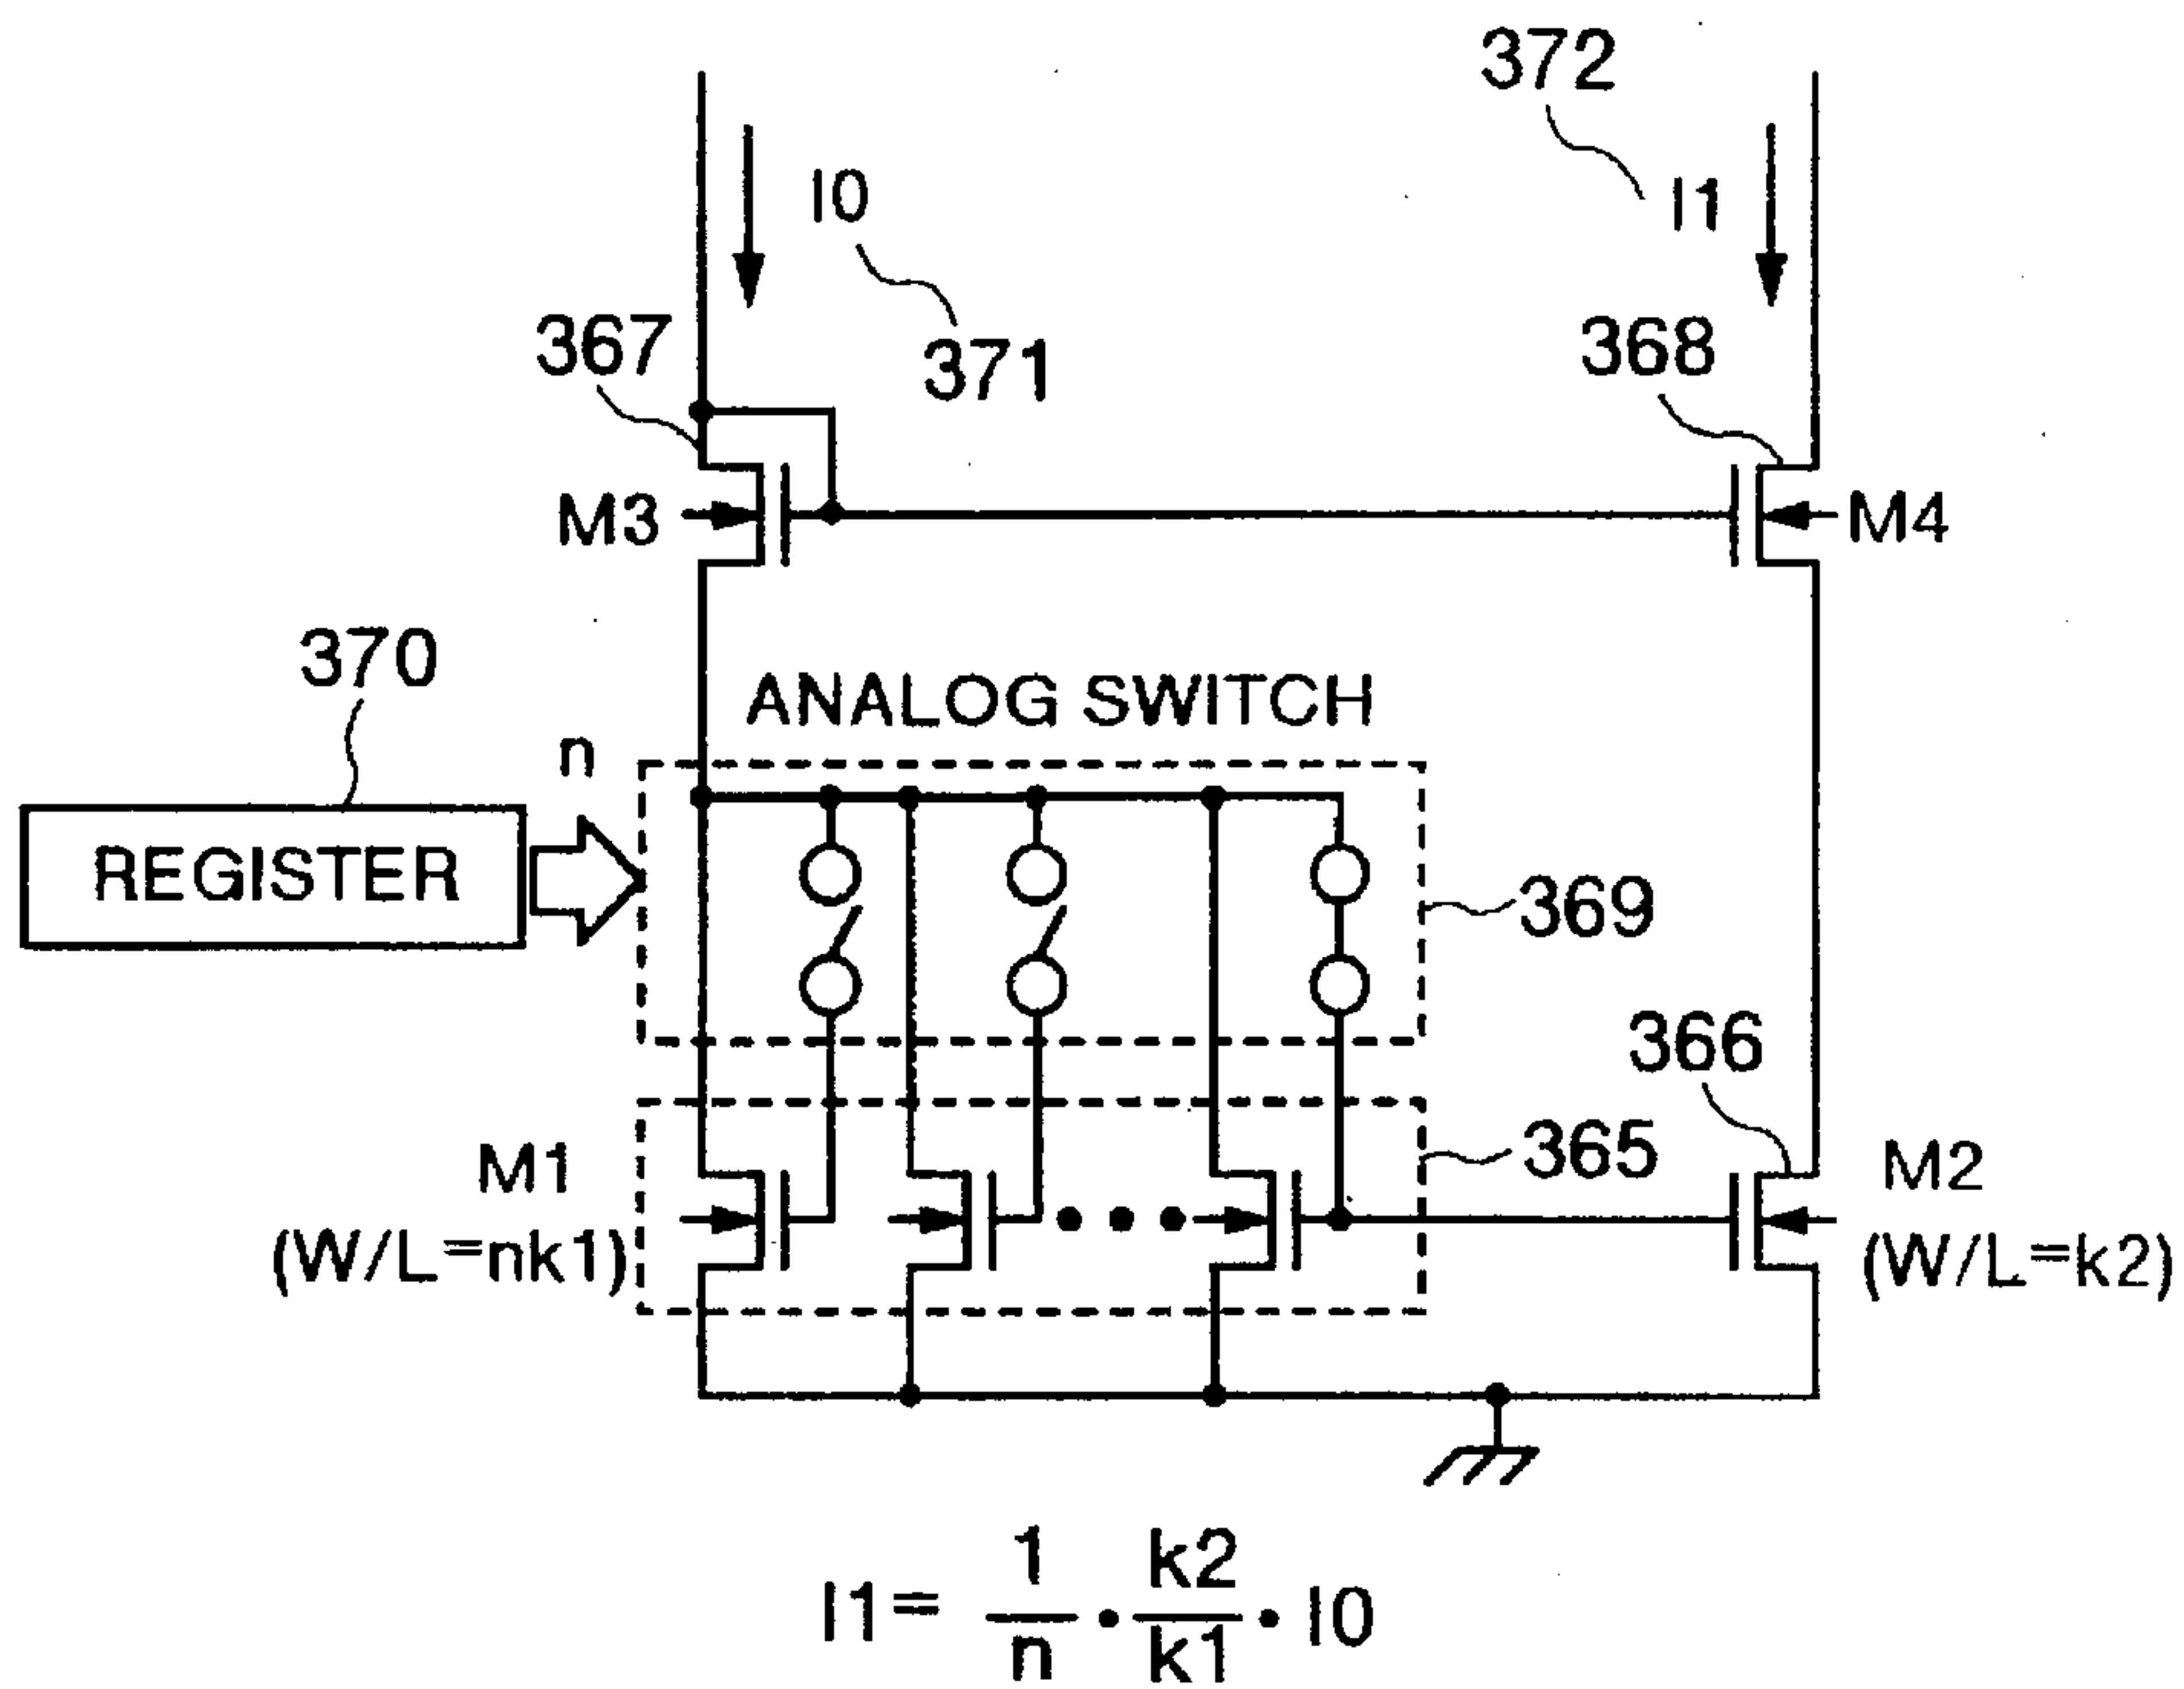 372
I0
I1
367
371
368
M3
M4
370
ANALOG SWITCH
n
REGISTER
369
366
M1
365
M2
(W/L=nk1)
(W/L=k2)
I1= 1/n · k2/k1 · I0